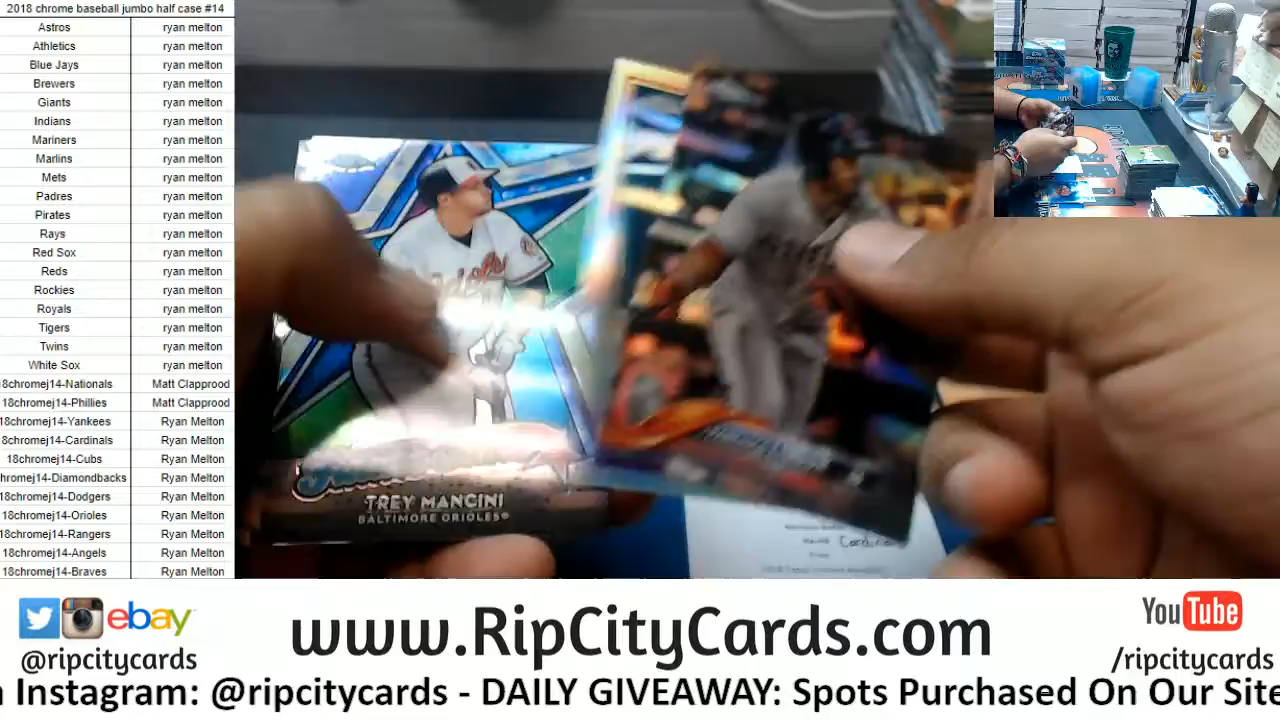 2018 chrome baseball jumbo half case #14
Astros ryan melton
Athletics ryan melton
Blue Jays ryan melton
Brewers ryan melton
Giants ryan melton
Indians ryan melton
Mariners ryan melton
Marlins ryan melton
Mets ryan melton
Padres ryan melton
Pirates ryan melton
Rays ryan melton
Red Sox ryan melton
Reds ryan melton
Rockies ryan melton
Royals ryan melton
Tigers ryan melton
Twins ryan melton
White Sox ryan melton
8chromej14-Nationals Matt Clapprood
18chromej14-Phillies Matt Clapprood
18chromej14-Yankees Ryan Melton
8chromej14-Cardinals Ryan Melton
18chromej14-Cubs Ryan Melton
hromej14-Diamondbacks Ryan Melton
18chromej14-Dodgers Ryan Melton
18chromej14-Orioles Ryan Melton
18chromej14-Rangers Ryan Melton
18chromej14-Angels Ryan Melton
18chromej14-Braves Ryan Melton
TREY MANCINI
BALTIMORE ORIOLES®
ebay
@ripcitycards
www.RipCityCards.com
YouTube
/ripcitycards
Instagram: @ripcitycards - DAILY GIVEAWAY: Spots Purchased On Our Site